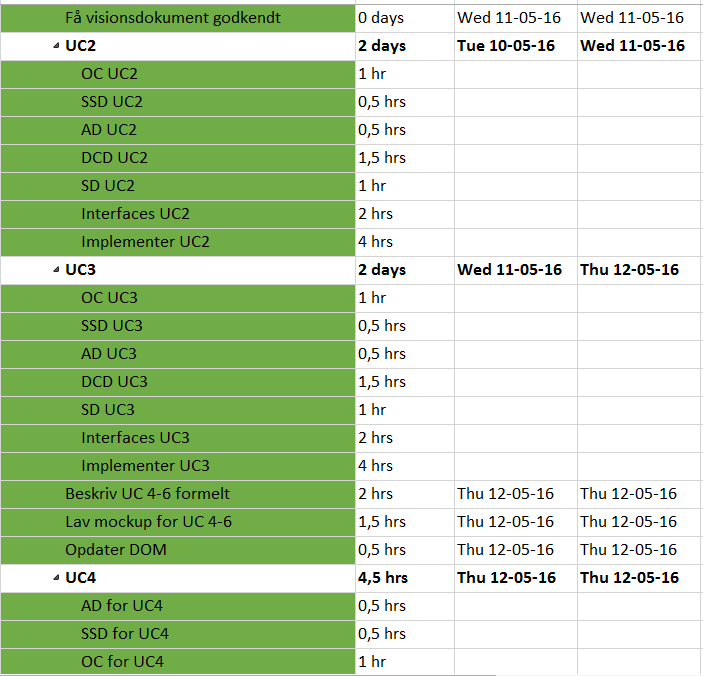 Få visionsdokument godkendt 0 days Wed 11-05-16 Wed 11-05-16
UC2 2 days Tue 10-05-16 Wed 11-05-16
OC UC2 1 hr
SSD UC2 0,5 hrs
AD UC2 0,5 hrs
DCD UC2 1,5 hrs
SD UC2 1 hr
Interfaces UC2 2 hrs
Implementer UC2 4 hrs
UC3 2 days Wed 11-05-16 Thu 12-05-16
OC UC3 1 hr
SSD UC3 0,5 hrs
AD UC3 0,5 hrs
DCD UC3 1,5 hrs
SD UC3 1 hr
Interfaces UC3 2 hrs
Implementer UC3 4 hrs
Beskriv UC 4-6 formelt 2 hrs Thu 12-05-16 Thu 12-05-16
Lav mockup for UC 4-6 1,5 hrs Thu 12-05-16 Thu 12-05-16
Opdater DOM 0,5 hrs Thu 12-05-16 Thu 12-05-16
UC4 4,5 hrs Thu 12-05-16 Thu 12-05-16
AD for UC4 0,5 hrs
SSD for UC4 0,5 hrs
OC for UC4 1 hr